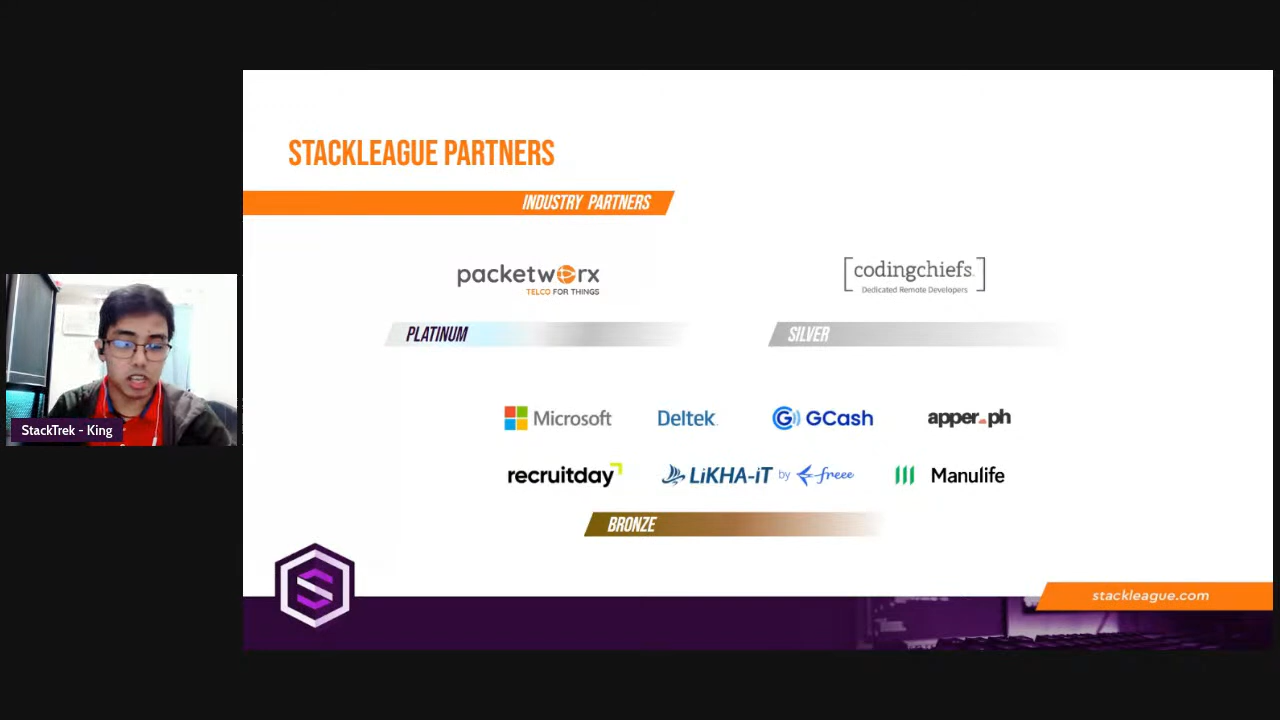 STACKLEAGUE PARTNERS
INDUSTRY PARTNERS
packetworx
TELCO FOR THINGS
[codingchiefs]
Dedicated Remote Developers
PLATINUM
SILVER
Microsoft
Deltek
GCash
apper.ph
recruitday
LiKHA-iT by freee
Manulife
BRONZE
StackTrek - King
stackleague.com